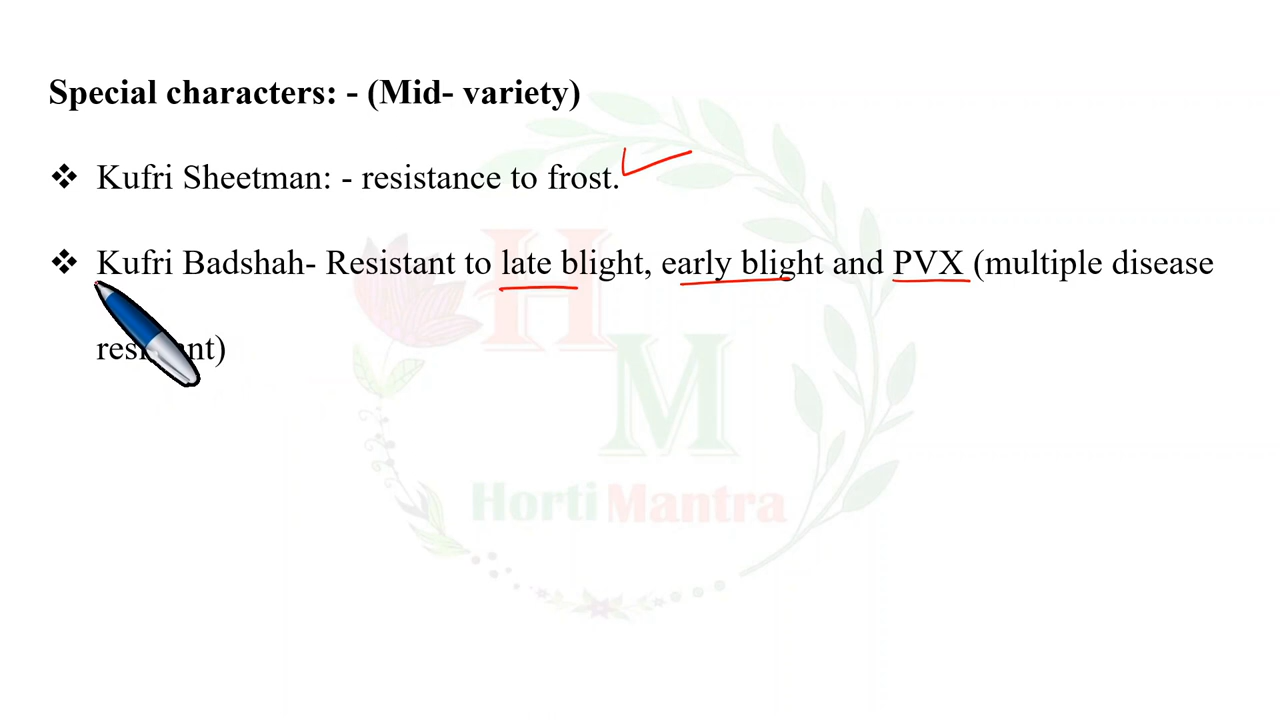 Special characters: - (Mid- variety)
❖ Kufri Sheetman: - resistance to frost.
❖ Kufri Badshah- Resistant to late blight, early blight and PVX (multiple disease
resistant)
H
M
Horti Mantra